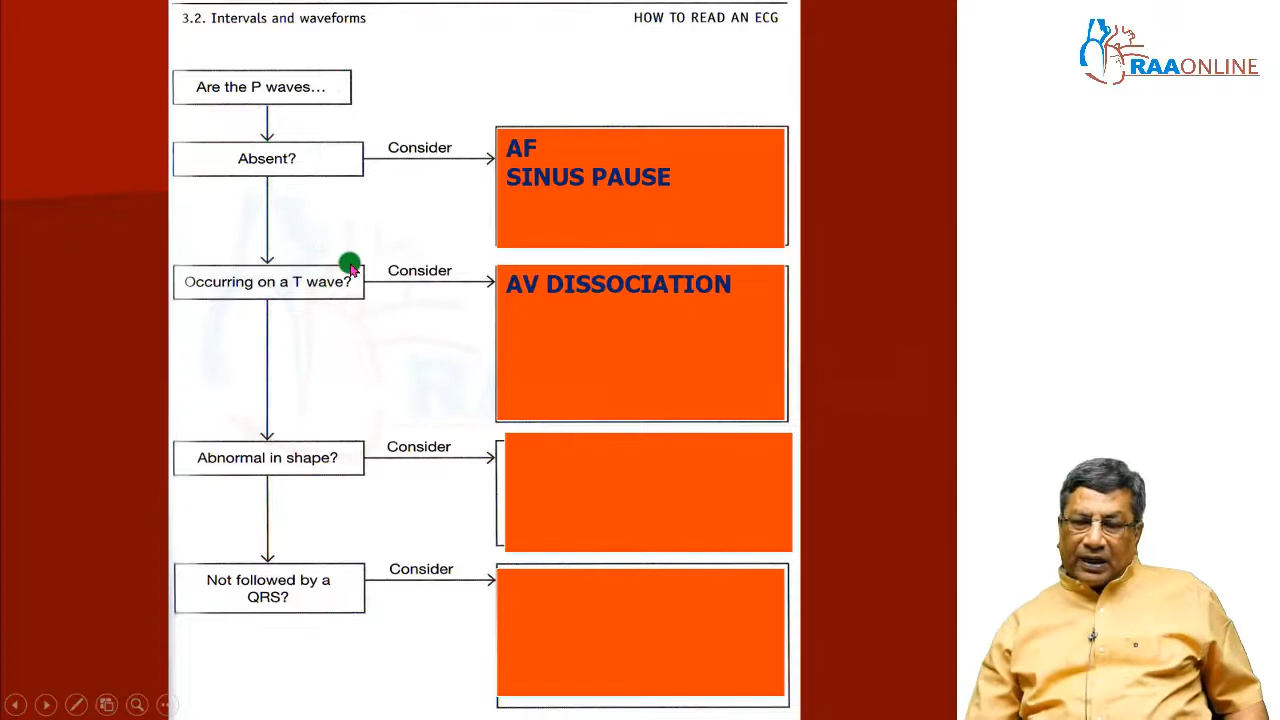 3.2. Intervals and waveforms
HOW TO READ AN ECG
RAAONLINE
Are the P waves...
Absent?
Consider
AF
SINUS PAUSE
Occurring on a T wave?
Consider
AV DISSOCIATION
Abnormal in shape?
Consider
Not followed by a
QRS?
Consider